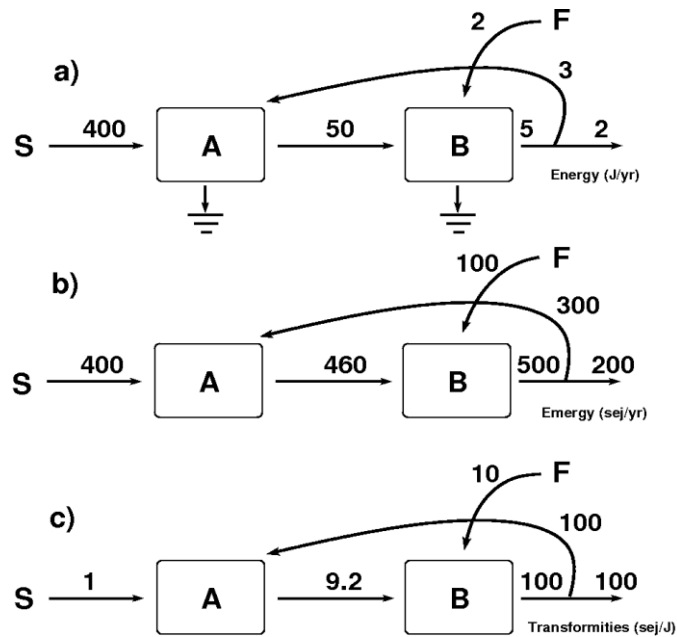 2 F
a) 3
S 400 A 50 B 5 2
Energy (J/yr)
100 F
b) 300
S 400 A 460 B 500 200
Emergy (sej/yr)
10 F
c) 100
S 1 A 9.2 B 100 100
Transformities (sej/J)